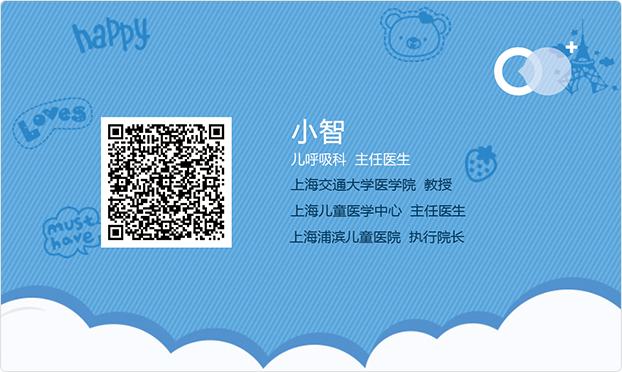 happy
Loves
小智
儿呼吸科 主任医生
上海交通大学医学院 教授
上海儿童医学中心 主任医生
上海浦滨儿童医院 执行院长
must
have